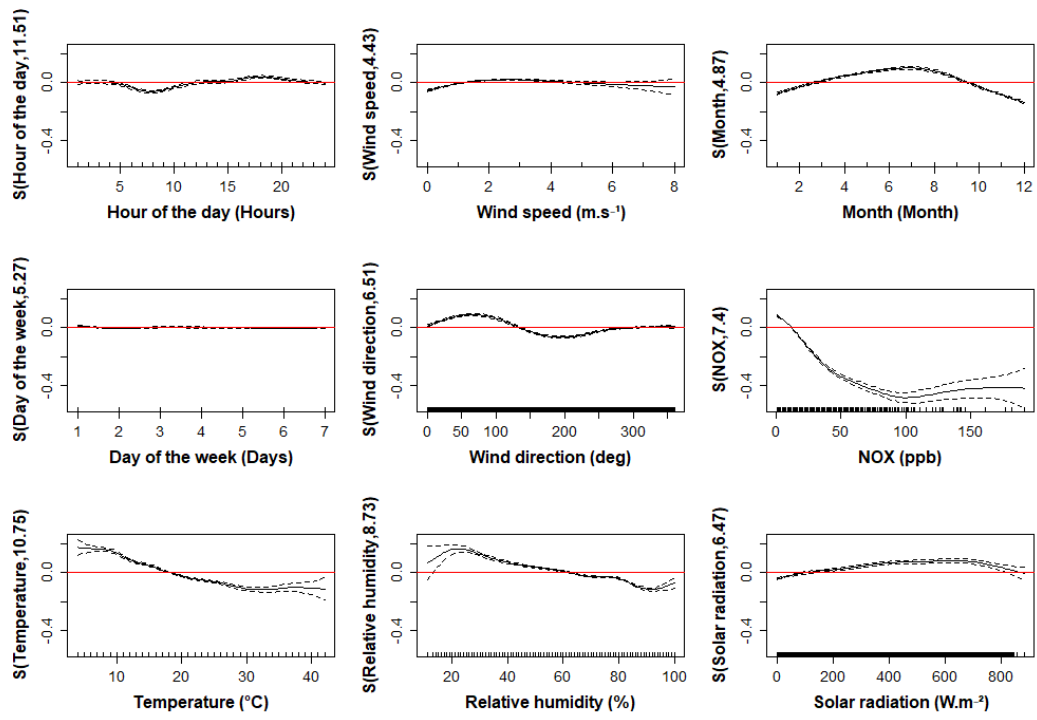 S(Hour of the day,11.51)
0.0
-0.4
5 10 15 20
Hour of the day (Hours)
S(Wind speed,4.43)
0.0
-0.4
0 2 4 6 8
Wind speed (m.s⁻¹)
S(Month,4.87)
0.0
-0.4
2 4 6 8 10 12
Month (Month)
S(Day of the week,5.27)
0.0
-0.4
1 2 3 4 5 6 7
Day of the week (Days)
S(Wind direction,6.51)
0.0
-0.4
0 50 100 200 300
Wind direction (deg)
S(NOX,7.4)
0.0
-0.4
0 50 100 150
NOX (ppb)
S(Temperature,10.75)
0.0
-0.4
10 20 30 40
Temperature (°C)
S(Relative humidity,8.73)
0.0
-0.4
20 40 60 80 100
Relative humidity (%)
S(Solar radiation,6.47)
0.0
-0.4
0 200 400 600 800
Solar radiation (W.m-²)